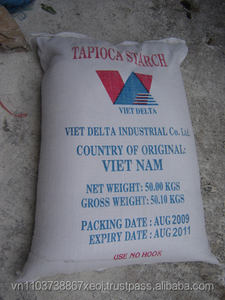 TAPIOCA STARCH
VIET DELTA
VIET DELTA INDUSTRIAL Co. Ltd.
COUNTRY OF ORIGINAL:
VIET NAM
NET WEIGHT: 50.00 KGS
GROSS WEIGHT: 50.10 KGS
PACKING DATE : AUG 2009
EXPIRY DATE : AUG 2011
USE NO HOOK
vn1103738867xeoj.trustpass.alibaba.com